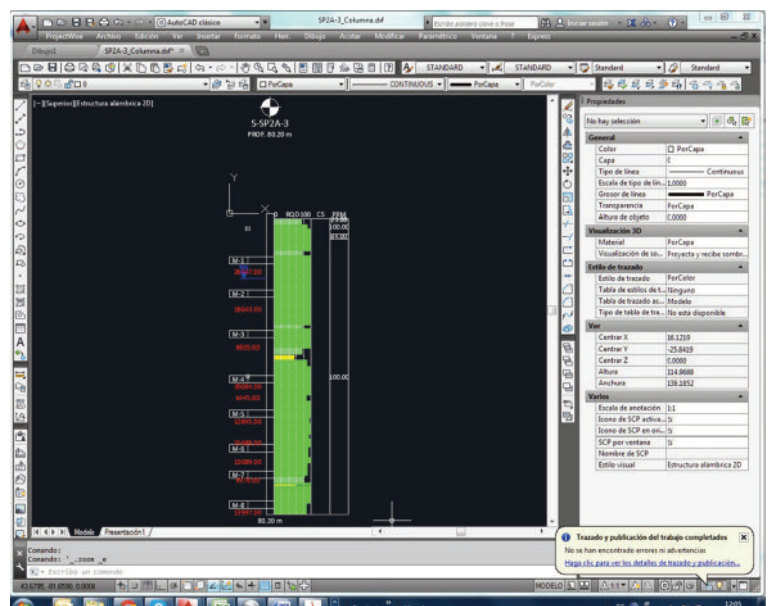 AutoCAD clásico
SP2A-3_Columna.dxf
Escriba palabra clave o frase
Iniciar sesión
ProjectWise Archivo Edición Ver Insertar Formato Herr. Dibujo Acotar Modificar Paramétrico Ventana ? Express
Dibujo1
SP2A-3_Columna.dxf*
STANDARD STANDARD Standard Standard
0 PorCapa CONTINUOUS PorCapa PorColor
[−][Superior][Estructura alámbrica 2D]
S-SP2A-3
PROF. 80.20 m
Y
X
0 RQD100 CS
100.00
M-1
M-2
M-3
M-4
100.00
M-5
M-6
M-7
M-8
80.20 m
Modelo Presentación1
Comando:
Comando: '_.zoom _e
Escriba un comando
MODELO
1:1
12:05
Propiedades
No hay selección
General
Color PorCapa
Capa 0
Tipo de línea Continuous
Escala de tipo de lín... 1.0000
Grosor de línea PorCapa
Transparencia PorCapa
Altura de objeto 0.0000
Visualización 3D
Material PorCapa
Visualización de so... Proyecta y recibe sombr...
Estilo de trazado
Estilo de trazado PorColor
Tabla de estilos de t... Ninguno
Tabla de trazado as... Modelo
Tipo de tabla de tra... No está disponible
Ver
Centrar X 16.1219
Centrar Y -25.8419
Centrar Z 0.0000
Altura 114.9688
Anchura 138.1852
Varios
Escala de anotación 1:1
Icono de SCP activa... Sí
Icono de SCP en ori... Sí
SCP por ventana Sí
Nombre de SCP
Estilo visual Estructura alámbrica 2D
Trazado y publicación del trabajo completados
No se han encontrado errores ni advertencias
Haga clic para ver los detalles de trazado y publicación...